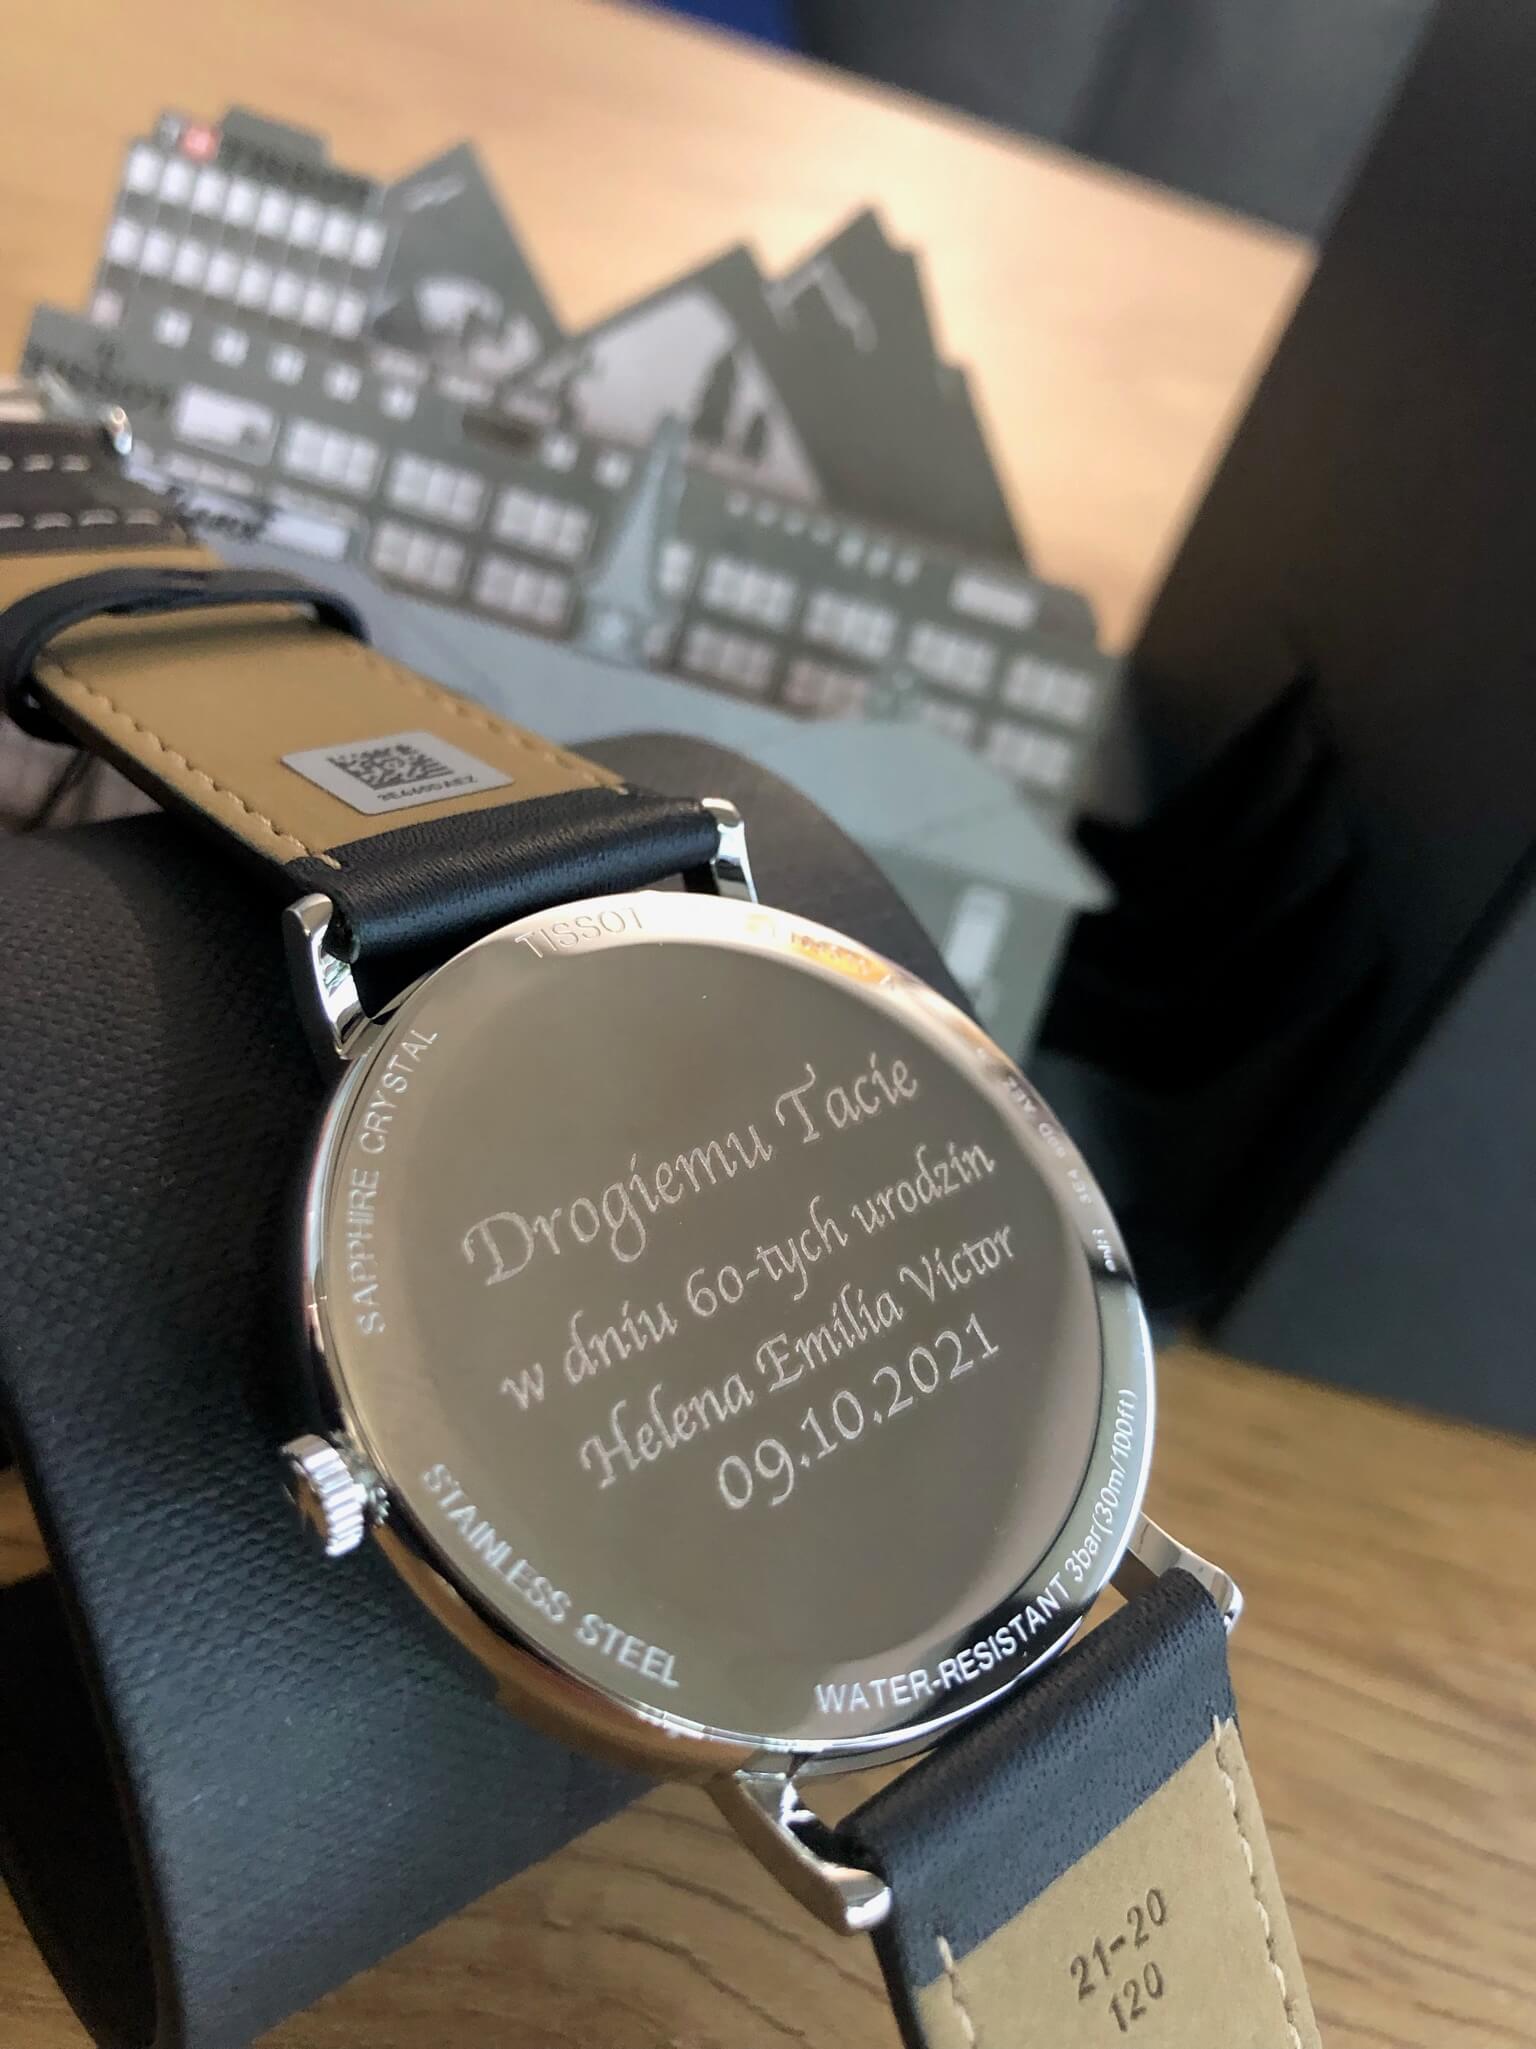 TISSOT
SAPPHIRE CRYSTAL
Drogiemu Tacie
w dniu 60-tych urodzin
Helena Emilia Victor
09.10.2021
STAINLESS STEEL
WATER-RESISTANT 3bar(30m/100ft)
21-20
120